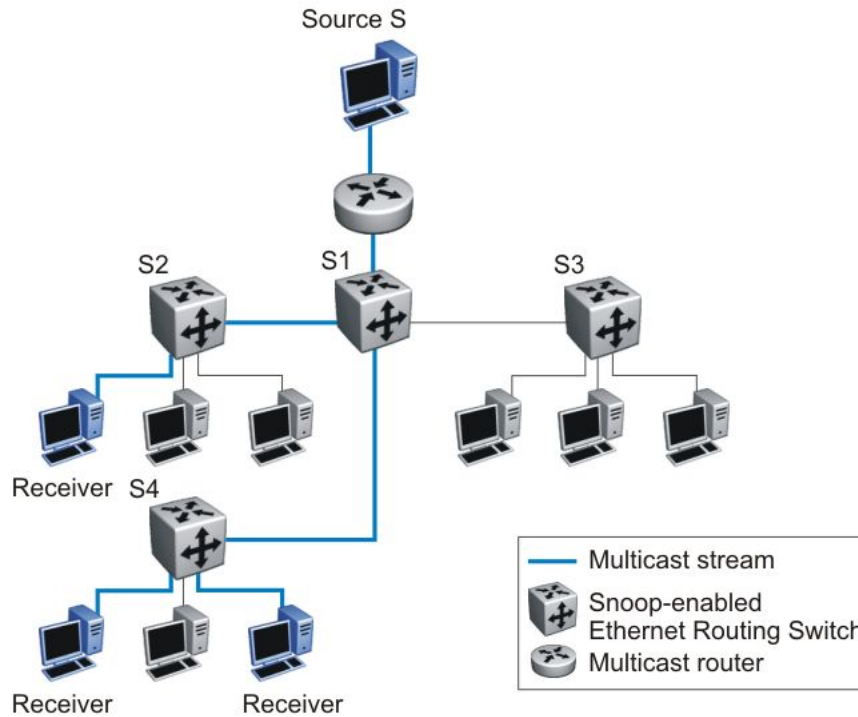 Source S
S2
S1
S3
Receiver
S4
Receiver
Receiver
Multicast stream
Snoop-enabled
Ethernet Routing Switch
Multicast router